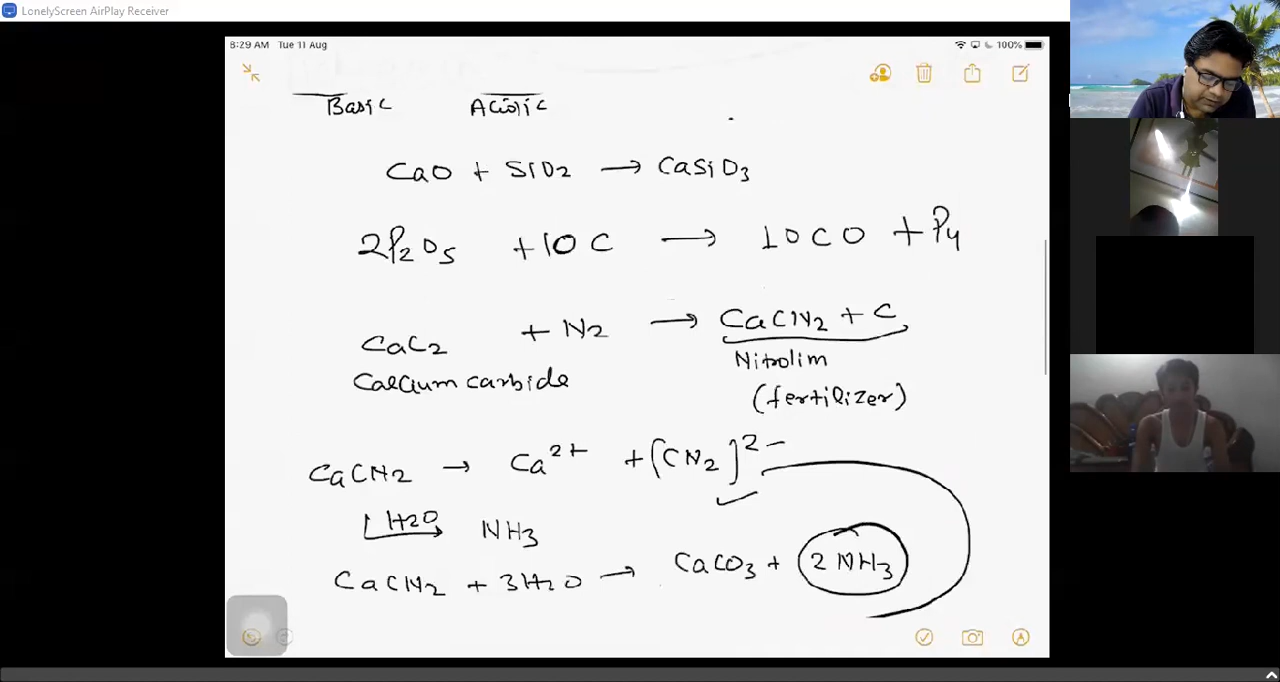 LonelyScreen AirPlay Receiver
8:29 AM Tue 11 Aug 100%
Basic Acidic
CaO + SiO2 → CaSiO3
2P2O5 + 10C → 10CO + P4
CaC2 + N2 → CaCN2 + C
Calcium carbide Nitrolim
(fertilizer)
CaCN2 → Ca2+ + [CN2]2-
H2O NH3
CaCN2 + 3H2O → CaCO3 + 2NH3